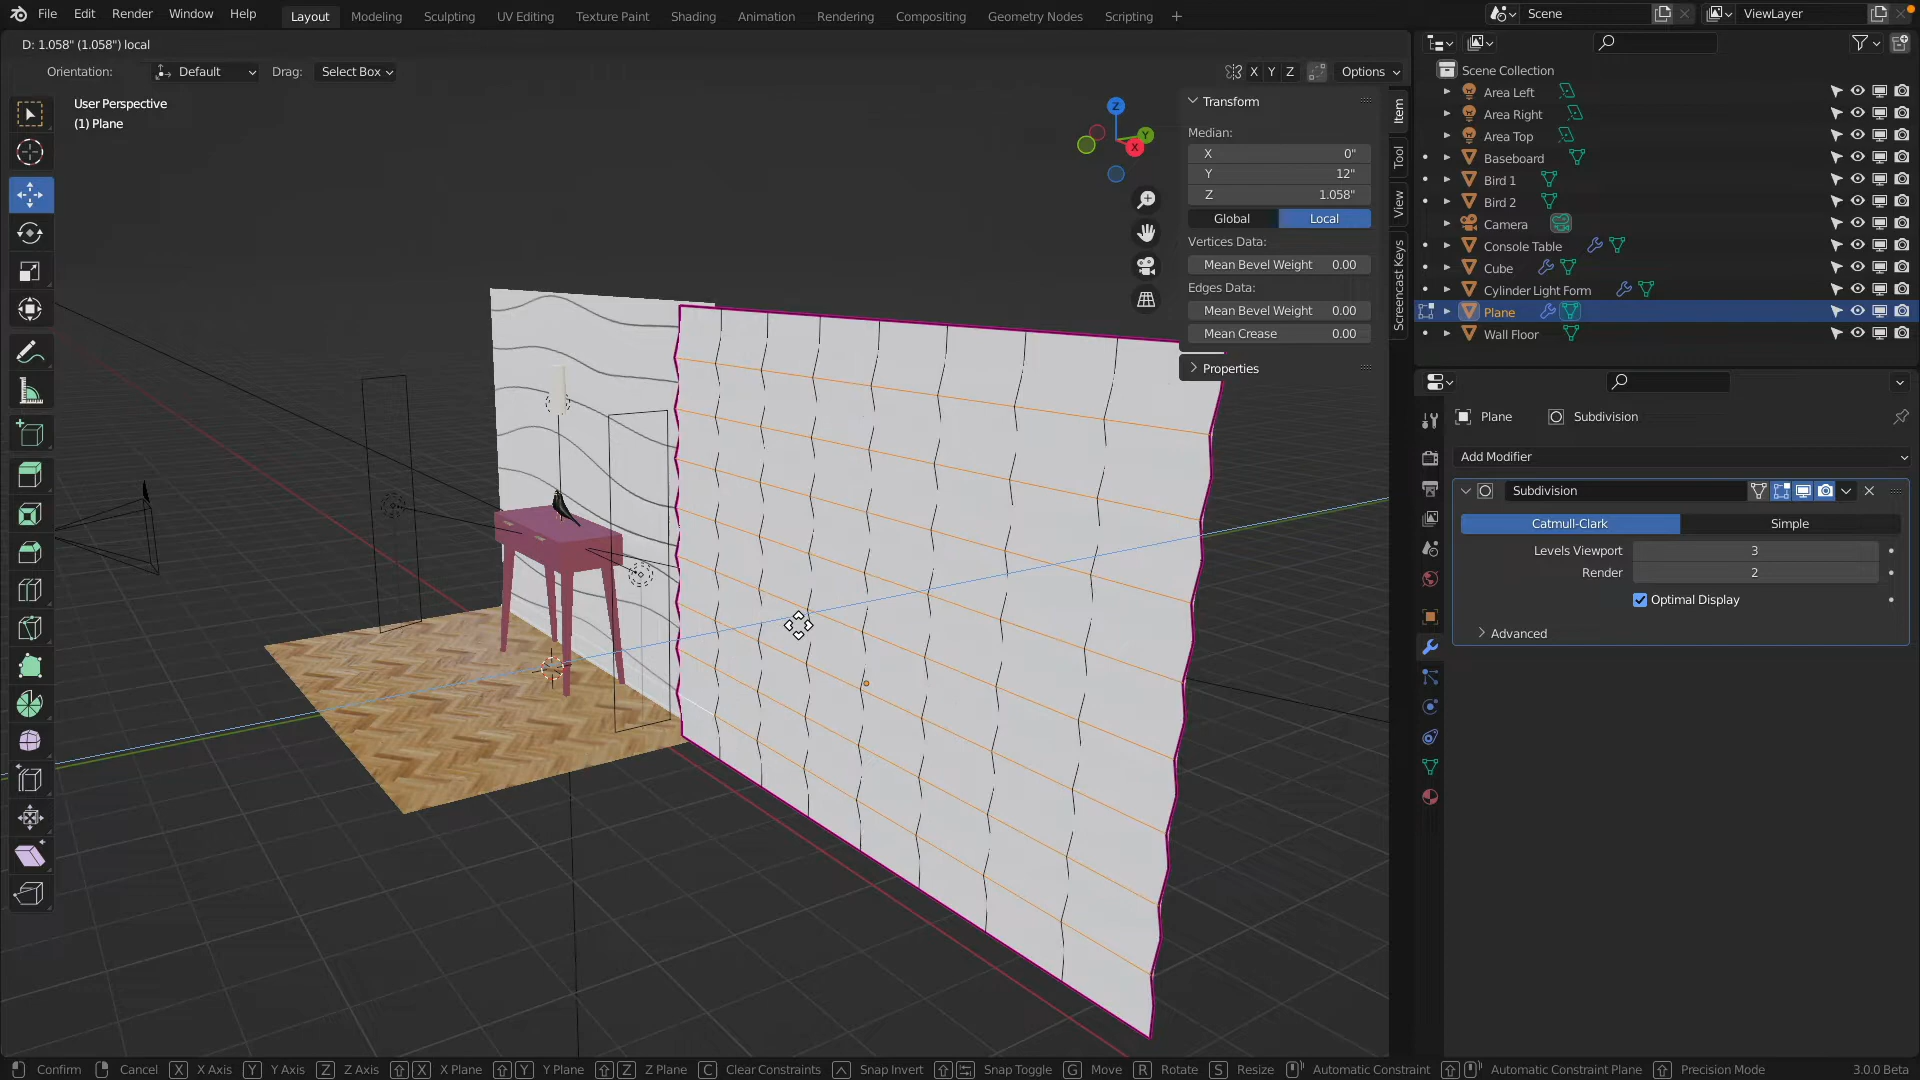 File Edit Render Window Help Layout Modeling Sculpting UV Editing Texture Paint Shading Animation Rendering Compositing Geometry Nodes Scripting + Scene ViewLayer
D: 1.058" (1.058") local
Orientation: Default Drag: Select Box X Y Z Options
User Perspective
(1) Plane
Z
Y
X
Transform
Median:
X 0"
Y 12"
Z 1.058"
Global Local
Vertices Data:
Mean Bevel Weight 0.00
Edges Data:
Mean Bevel Weight 0.00
Mean Crease 0.00
Properties
Item
Tool
View
Screencast Keys
Scene Collection
Area Left
Area Right
Area Top
Baseboard
Bird 1
Bird 2
Camera
Console Table
Cube
Cylinder Light Form
Plane
Wall Floor
Plane Subdivision
Add Modifier
Subdivision
Catmull-Clark Simple
Levels Viewport 3
Render 2
Optimal Display
Advanced
Confirm Cancel X X Axis Y Y Axis Z Z Axis X X Plane Y Y Plane Z Z Plane C Clear Constraints Snap Invert Snap Toggle G Move R Rotate S Resize Automatic Constraint Automatic Constraint Plane Precision Mode 3.0.0 Beta